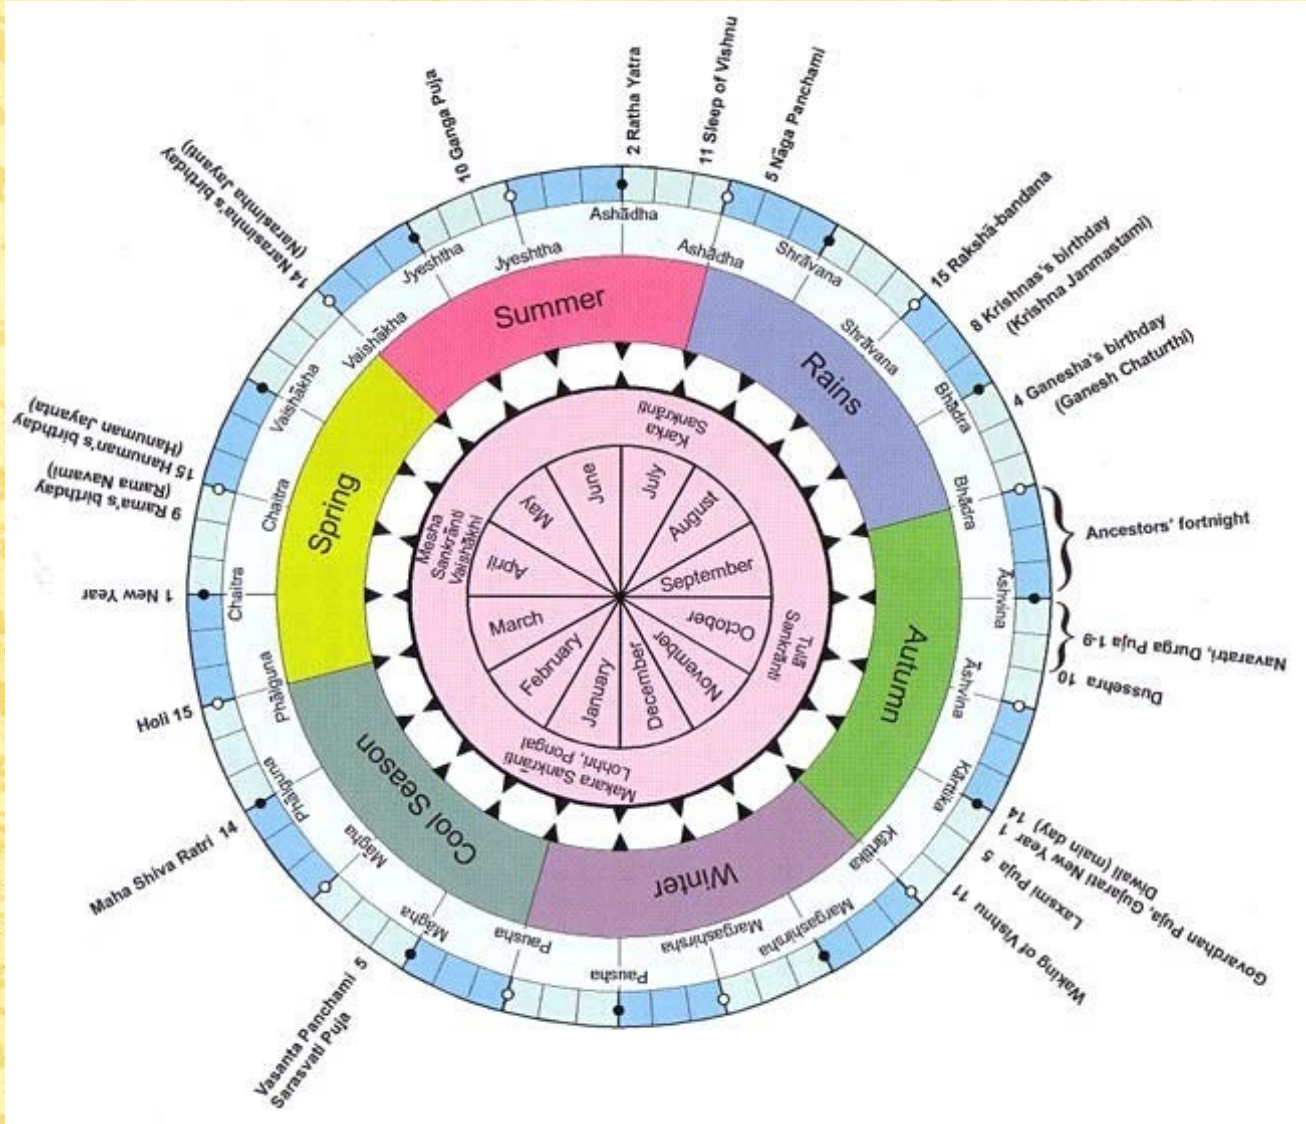 2 Ratha Yatra
11 Sleep of Vishnu
5 Nāga Panchami
15 Rakshā-bandana
8 Krishnas's birthday
(Krishna Janmastami)
4 Ganesha's birthday
(Ganesh Chaturthi)
Ancestors' fortnight
Navaratri, Durga Puja 1-9
Dussehra 10
Diwali (main day) 14
Govardhan Puja, Gujarati New Year 1
Laxsmi Puja 5
Waking of Vishnu 11
Vasanta Panchami 5
Sarasvati Puja
Maha Shiva Ratri 14
Holi 15
1 New Year
9 Rama's birthday
(Rama Navami)
15 Hanuman's birthday
(Hanuman Jayanta)
14 Narasimha's birthday
(Narasimha Jayanti)
10 Ganga Puja
Ashādha
Ashādha
Shrāvana
Shrāvana
Bhādra
Bhādra
Āshvina
Āshvina
Kārttika
Kārttika
Margashirsha
Margashirsha
Pausha
Pausha
Māgha
Māgha
Phālguna
Phālguna
Chaitra
Chaitra
Vaishākha
Vaishākha
Jyeshtha
Jyeshtha
Summer
Rains
Autumn
Winter
Cool Season
Spring
Karka
Sankrānti
Tulā
Sankrānti
Makara Sankrānti
Lohhri, Pongal
Mesha
Sankrānti
Vaishākhi
January
February
March
April
May
June
July
August
September
October
November
December